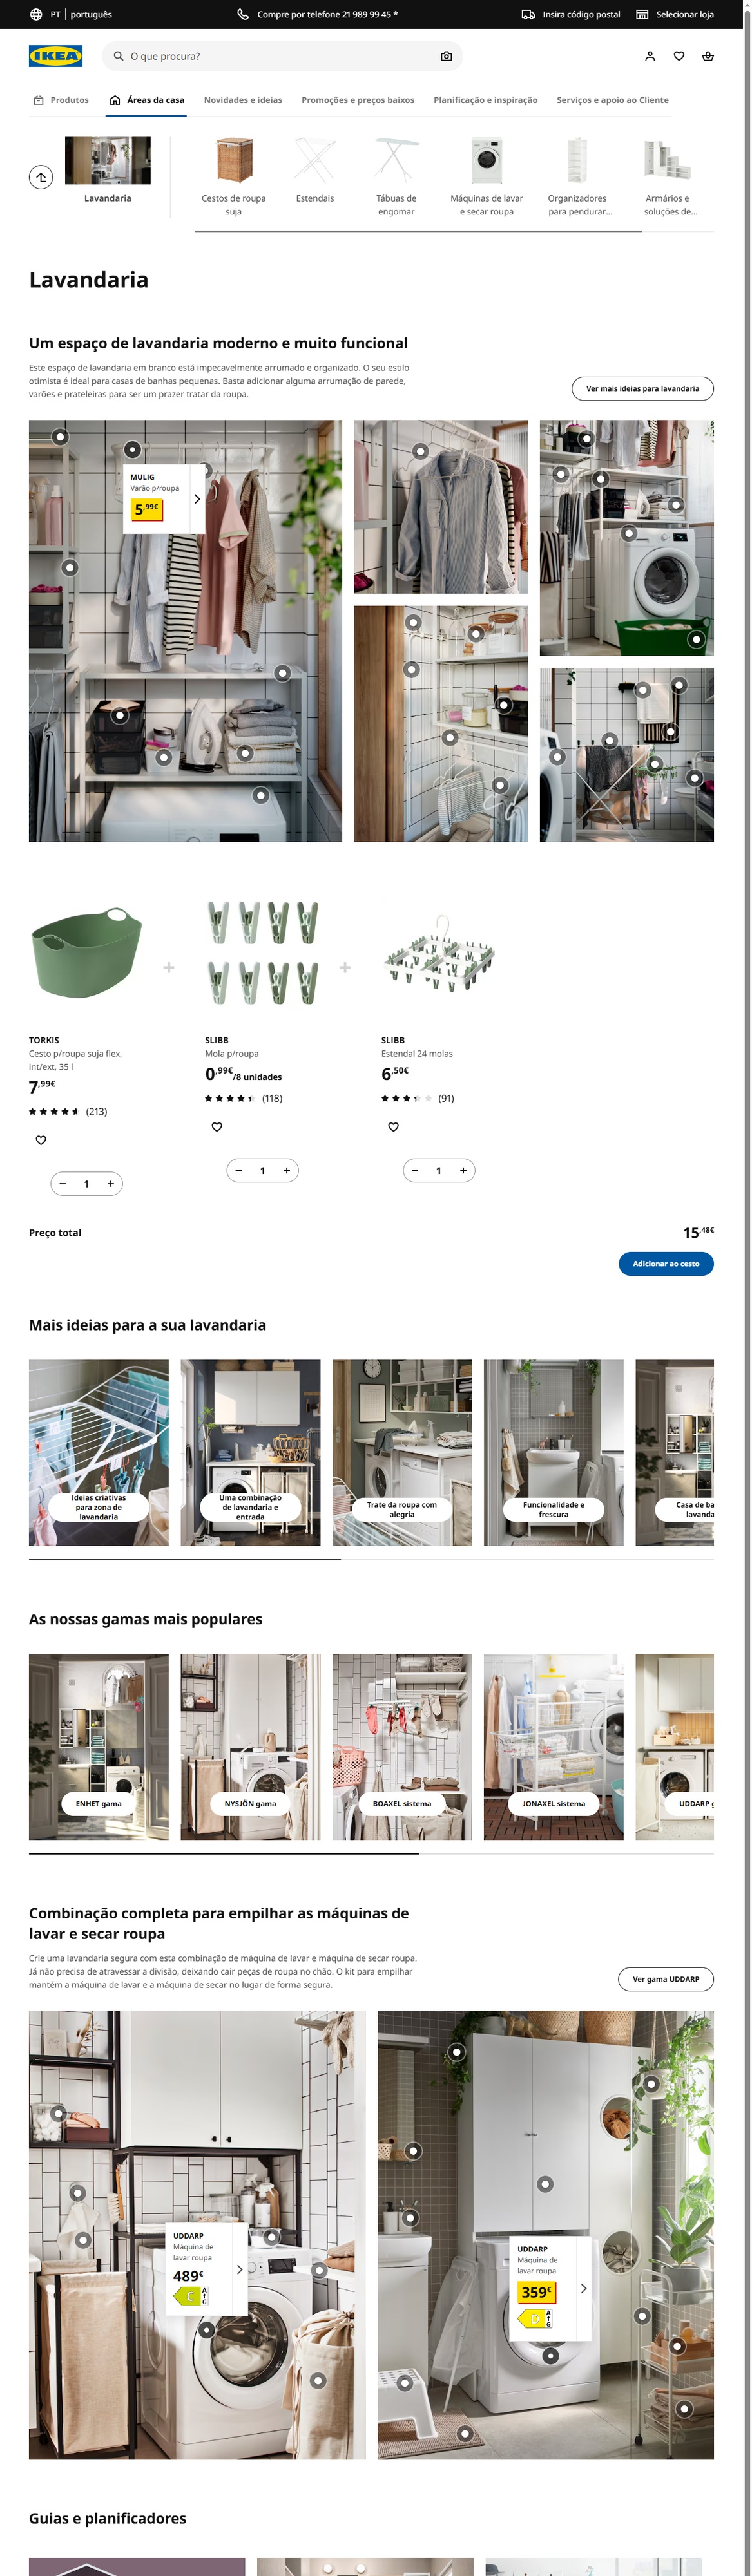 PT | português
Compre por telefone 21 989 99 45 *
Insira código postal
Selecionar loja
IKEA
O que procura?
Produtos
Áreas da casa
Novidades e ideias
Promoções e preços baixos
Planificação e inspiração
Serviços e apoio ao Cliente
Lavandaria
Cestos de roupa
suja
Estendais
Tábuas de
engomar
Máquinas de lavar
e secar roupa
Organizadores
para pendurar...
Armários e
soluções de...
Lavandaria
Um espaço de lavandaria moderno e muito funcional
Este espaço de lavandaria em branco está impecavelmente arrumado e organizado. O seu estilo
otimista é ideal para casas de banhas pequenas. Basta adicionar alguma arrumação de parede,
varões e prateleiras para ser um prazer tratar da roupa.
Ver mais ideias para lavandaria
MULIG
Varão p/roupa
5,99€
TORKIS
Cesto p/roupa suja flex,
int/ext, 35 l
7,99€
(213)
1
SLIBB
Mola p/roupa
0,99€/8 unidades
(118)
1
SLIBB
Estendal 24 molas
6,50€
(91)
1
Preço total
15,48€
Adicionar ao cesto
Mais ideias para a sua lavandaria
Ideias criativas
para zona de
lavandaria
Uma combinação
de lavandaria e
entrada
Trate da roupa com
alegria
Funcionalidade e
frescura
Casa de ba
lavanda
As nossas gamas mais populares
ENHET gama
NYSJÖN gama
BOAXEL sistema
JONAXEL sistema
UDDARP g
Combinação completa para empilhar as máquinas de
lavar e secar roupa
Crie uma lavandaria segura com esta combinação de máquina de lavar e máquina de secar roupa.
Já não precisa de atravessar a divisão, deixando cair peças de roupa no chão. O kit para empilhar
mantém a máquina de lavar e a máquina de secar no lugar de forma segura.
Ver gama UDDARP
UDDARP
Máquina de
lavar roupa
489€
C
A
G
UDDARP
Máquina de
lavar roupa
359€
D
A
G
Guias e planificadores